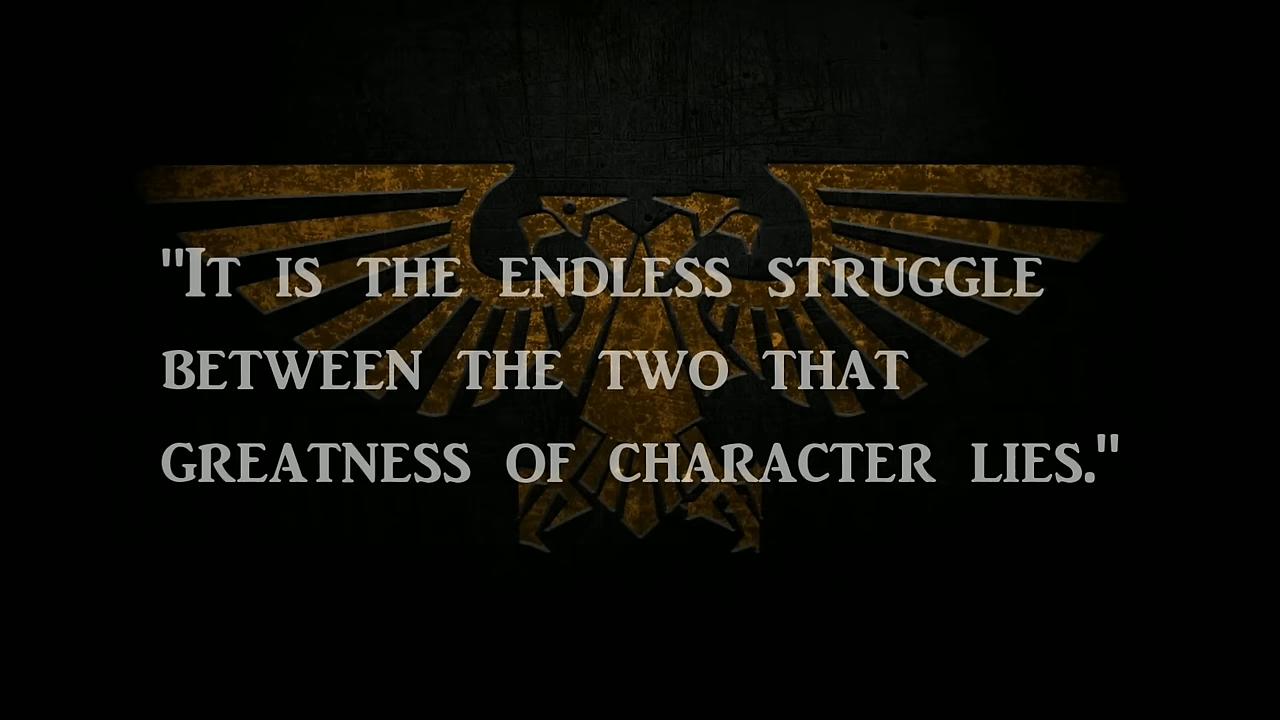 "It is the endless struggle
between the two that
greatness of character lies."